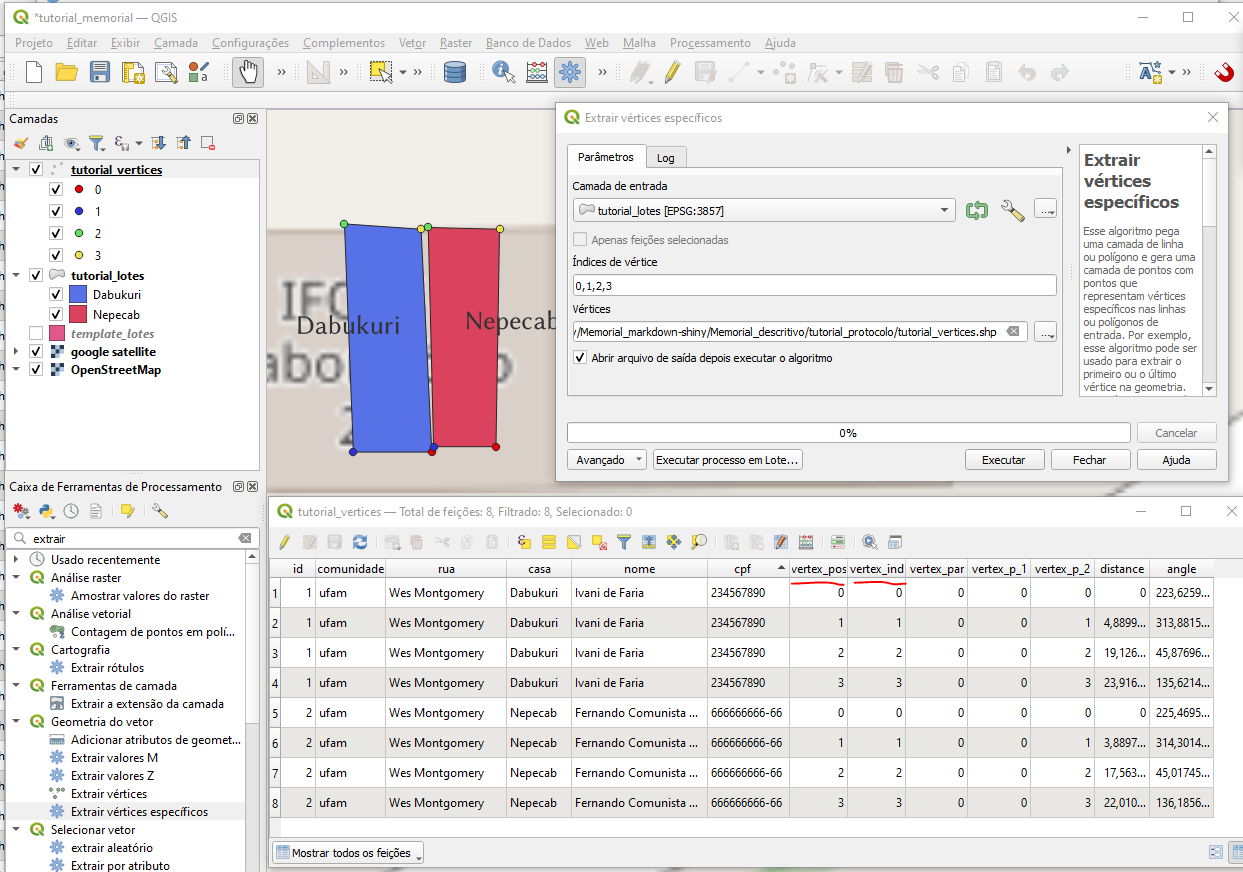 *tutorial_memorial — QGIS
Projeto Editar Exibir Camada Configurações Complementos Vetor Raster Banco de Dados Web Malha Processamento Ajuda
Camadas
tutorial_vertices
0
1
2
3
tutorial_lotes
Dabukuri
Nepecab
template_lotes
google satellite
OpenStreetMap
Dabukuri
Nepecab
Extrair vértices específicos
Parâmetros
Log
Camada de entrada
tutorial_lotes [EPSG:3857]
Apenas feições selecionadas
Índices de vértice
0,1,2,3
Vértices
r/Memorial_markdown-shiny/Memorial_descritivo/tutorial_protocolo/tutorial_vertices.shp
Abrir arquivo de saída depois executar o algoritmo
Extrair
vértices
específicos
Esse algoritmo pega
uma camada de linha
ou polígono e gera uma
camada de pontos com
pontos que
representam vértices
específicos nas linhas
ou polígonos de
entrada. Por exemplo,
esse algoritmo pode ser
usado para extrair o
primeiro ou o último
vértice na geometria.
0%
Cancelar
Avançado
Executar processo em Lote...
Executar
Fechar
Ajuda
Caixa de Ferramentas de Processamento
extrair
Usado recentemente
Análise raster
Amostrar valores do raster
Análise vetorial
Contagem de pontos em polí...
Cartografia
Extrair rótulos
Ferramentas de camada
Extrair a extensão da camada
Geometria do vetor
Adicionar atributos de geomet...
Extrair valores M
Extrair valores Z
Extrair vértices
Extrair vértices específicos
Selecionar vetor
extrair aleatório
Extrair por atributo
tutorial_vertices — Total de feições: 8, Filtrado: 8, Selecionado: 0
id comunidade rua casa nome cpf vertex_pos vertex_ind vertex_par vertex_p_1 vertex_p_2 distance angle
1 1 ufam Wes Montgomery Dabukuri Ivani de Faria 234567890 0 0 0 0 0 0 223,6259...
2 1 ufam Wes Montgomery Dabukuri Ivani de Faria 234567890 1 1 0 0 1 4,8899... 313,8815...
3 1 ufam Wes Montgomery Dabukuri Ivani de Faria 234567890 2 2 0 0 2 19,126... 45,87696...
4 1 ufam Wes Montgomery Dabukuri Ivani de Faria 234567890 3 3 0 0 3 23,916... 135,6214...
5 2 ufam Wes Montgomery Nepecab Fernando Comunista ... 666666666-66 0 0 0 0 0 0 225,4695...
6 2 ufam Wes Montgomery Nepecab Fernando Comunista ... 666666666-66 1 1 0 0 1 3,8897... 314,3014...
7 2 ufam Wes Montgomery Nepecab Fernando Comunista ... 666666666-66 2 2 0 0 2 17,563... 45,01745...
8 2 ufam Wes Montgomery Nepecab Fernando Comunista ... 666666666-66 3 3 0 0 3 22,010... 136,1856...
Mostrar todos os feições